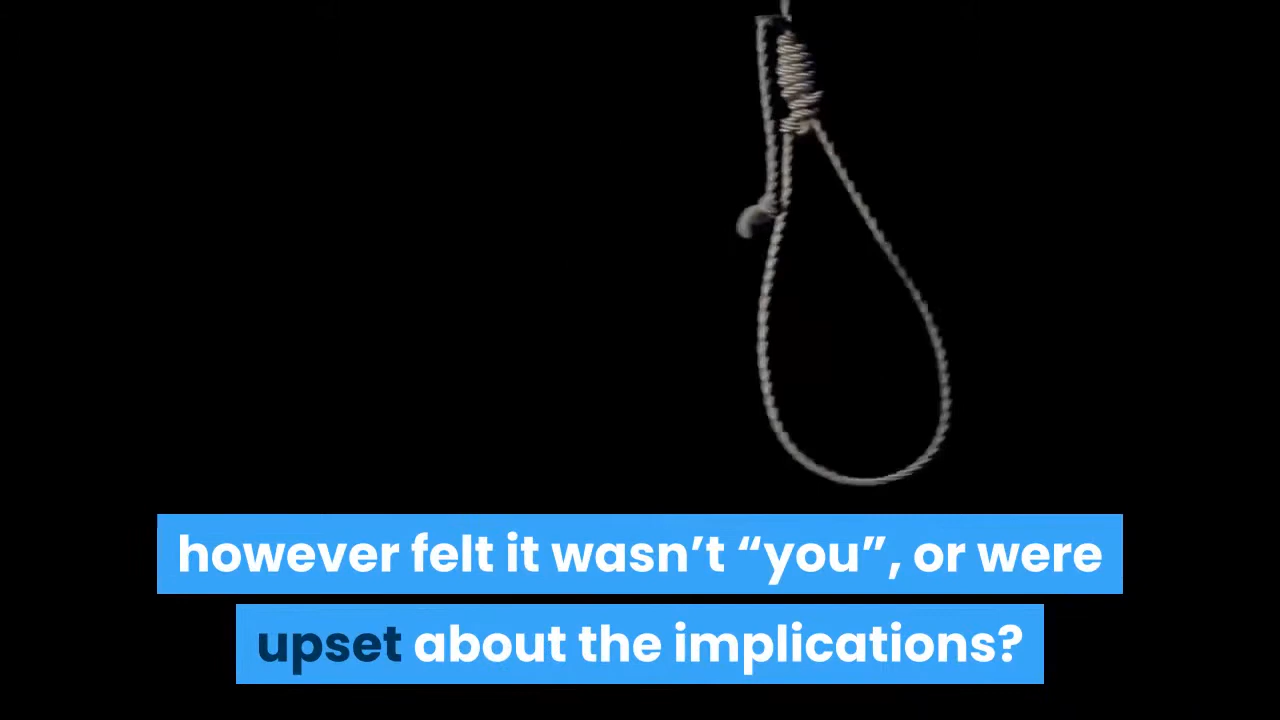 however felt it wasn’t “you”, or were
upset about the implications?